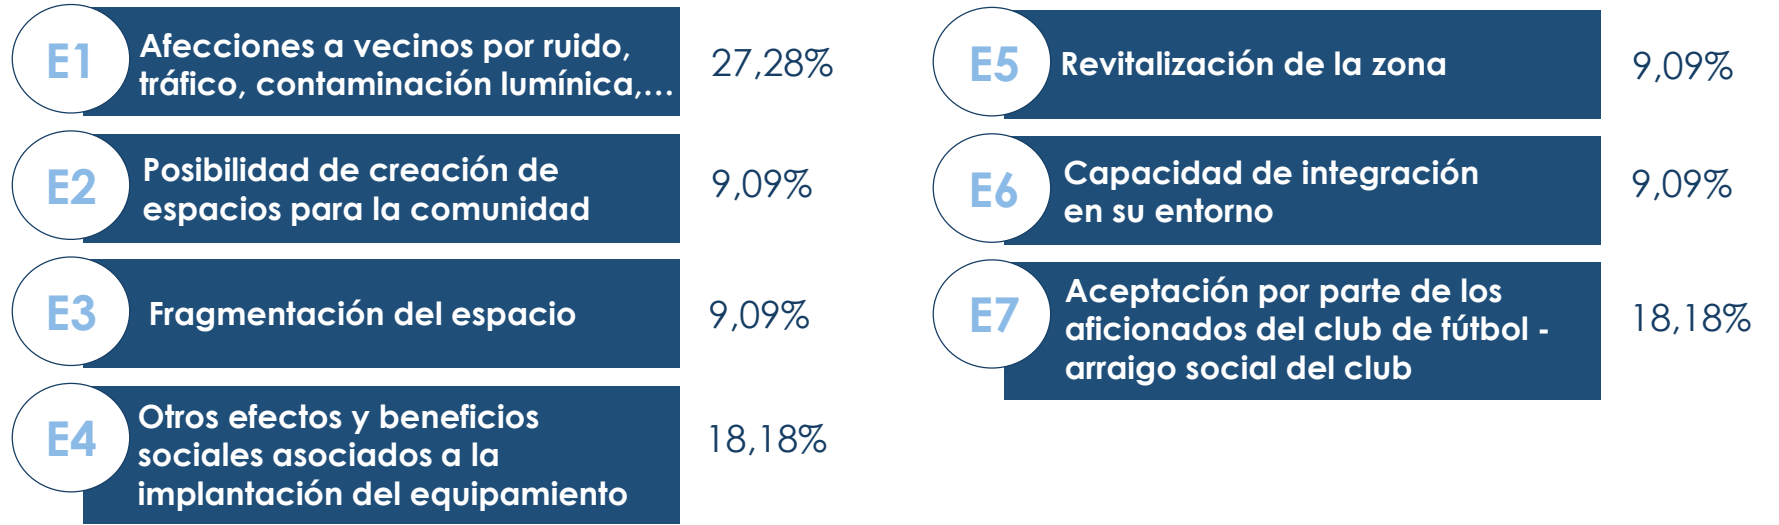 E1
Afecciones a vecinos por ruido,
tráfico, contaminación lumínica,…
27,28%
E2
Posibilidad de creación de
espacios para la comunidad
9,09%
E3
Fragmentación del espacio
9,09%
E4
Otros efectos y beneficios
sociales asociados a la
implantación del equipamiento
18,18%
E5
Revitalización de la zona
9,09%
E6
Capacidad de integración
en su entorno
9,09%
E7
Aceptación por parte de los
aficionados del club de fútbol -
arraigo social del club
18,18%